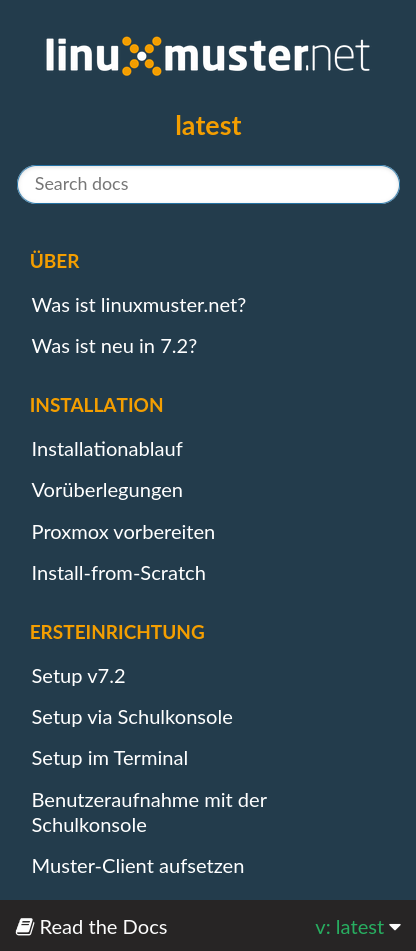 linuxmuster.net
latest
Search docs
ÜBER
Was ist linuxmuster.net?
Was ist neu in 7.2?
INSTALLATION
Installationablauf
Vorüberlegungen
Proxmox vorbereiten
Install-from-Scratch
ERSTEINRICHTUNG
Setup v7.2
Setup via Schulkonsole
Setup im Terminal
Benutzeraufnahme mit der
Schulkonsole
Muster-Client aufsetzen
Read the Docs v: latest